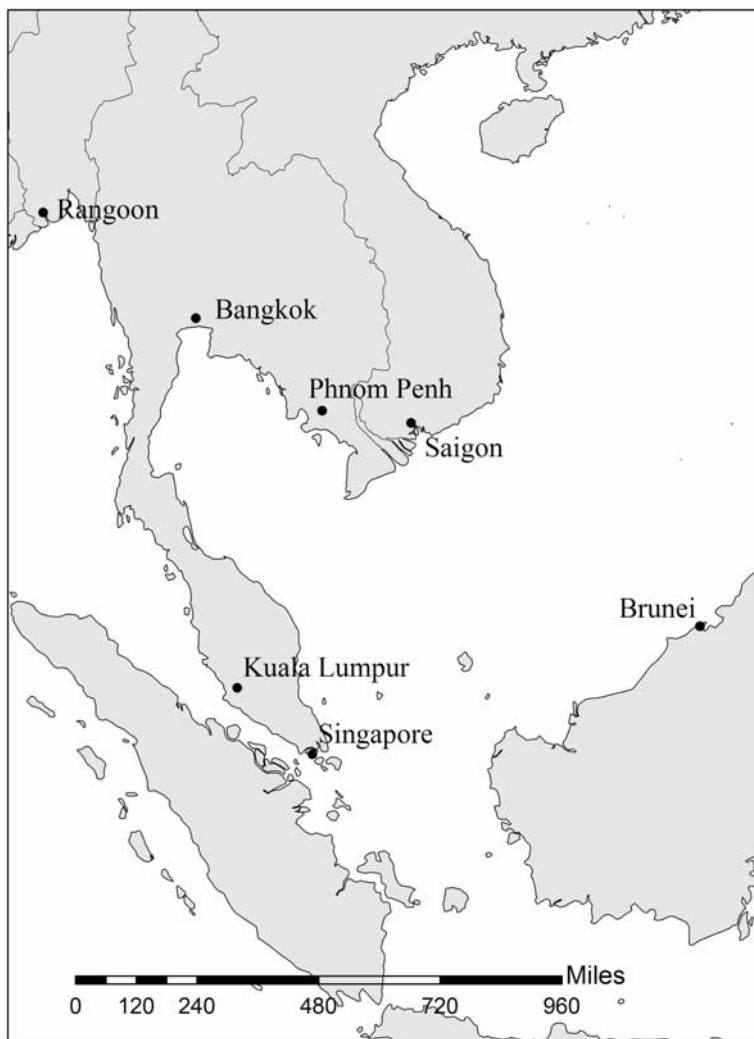 Rangoon
Bangkok
Phnom Penh
Saigon
Brunei
Kuala Lumpur
Singapore
Miles
0 120 240 480 720 960